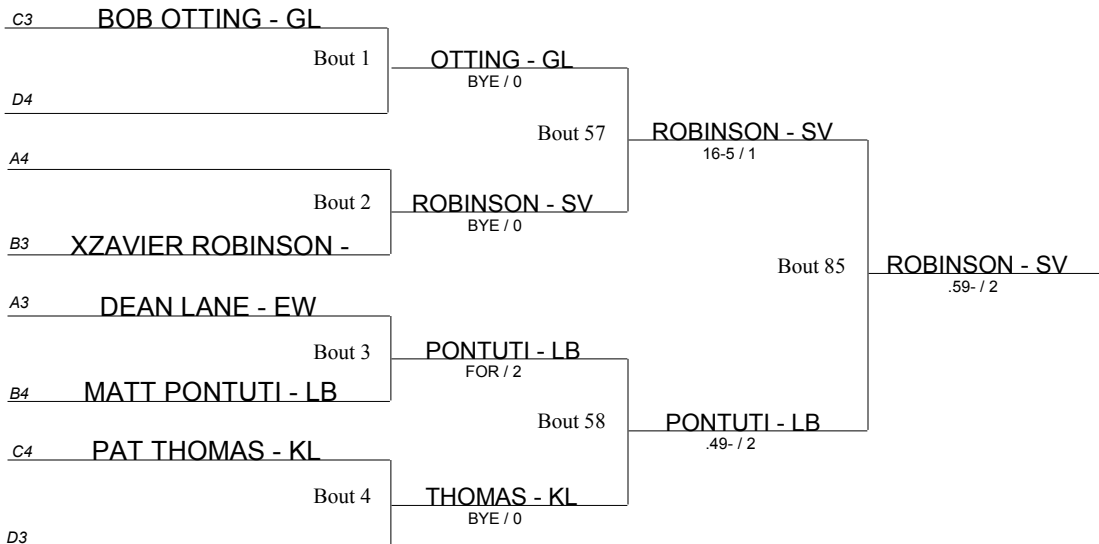 C3 BOB OTTING - GL
Bout 1
OTTING - GL
BYE / 0
D4
Bout 57
ROBINSON - SV
16-5 / 1
A4
Bout 2
ROBINSON - SV
BYE / 0
B3 XZAVIER ROBINSON -
Bout 85
ROBINSON - SV
.59- / 2
A3 DEAN LANE - EW
Bout 3
PONTUTI - LB
FOR / 2
B4 MATT PONTUTI - LB
Bout 58
PONTUTI - LB
.49- / 2
C4 PAT THOMAS - KL
Bout 4
THOMAS - KL
BYE / 0
D3